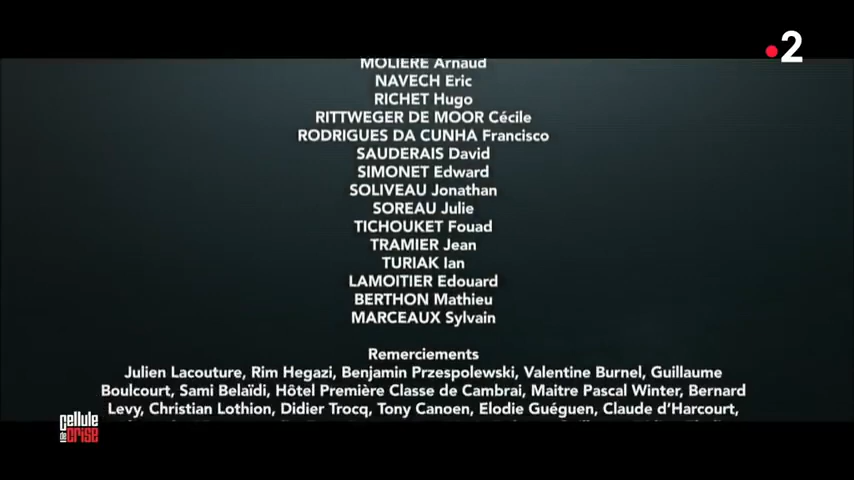 2
MOLIERE Arnaud
NAVECH Eric
RICHET Hugo
RITTWEGER DE MOOR Cécile
RODRIGUES DA CUNHA Francisco
SAUDERAIS David
SIMONET Edward
SOLIVEAU Jonathan
SOREAU Julie
TICHOUKET Fouad
TRAMIER Jean
TURIAK Ian
LAMOITIER Edouard
BERTHON Mathieu
MARCEAUX Sylvain
Remerciements
Julien Lacouture, Rim Hegazi, Benjamin Przespolewski, Valentine Burnel, Guillaume
Boulcourt, Sami Belaïdi, Hôtel Première Classe de Cambrai, Maitre Pascal Winter, Bernard
Levy, Christian Lothion, Didier Trocq, Tony Canoen, Elodie Guéguen, Claude d'Harcourt,
cellule
de crise